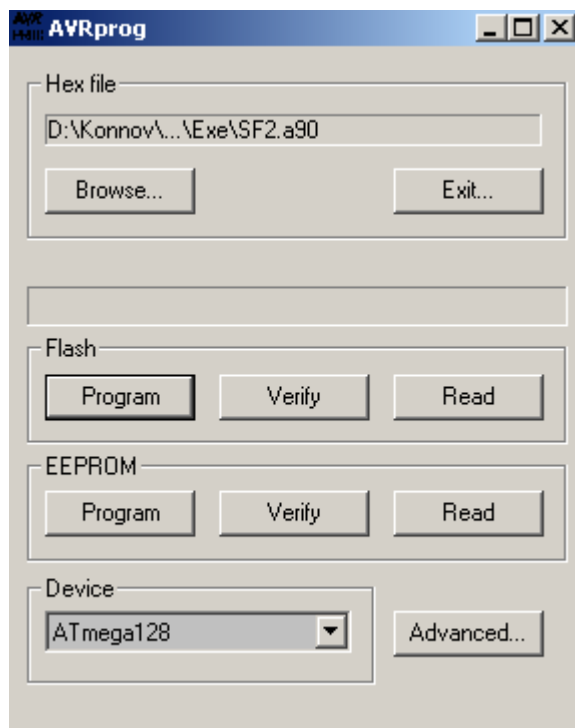 AVRprog
Hex file
D:\Konnov\...\Exe\SF2.a90
Browse... Exit...
Flash
Program Verify Read
EEPROM
Program Verify Read
Device
ATmega128 Advanced...